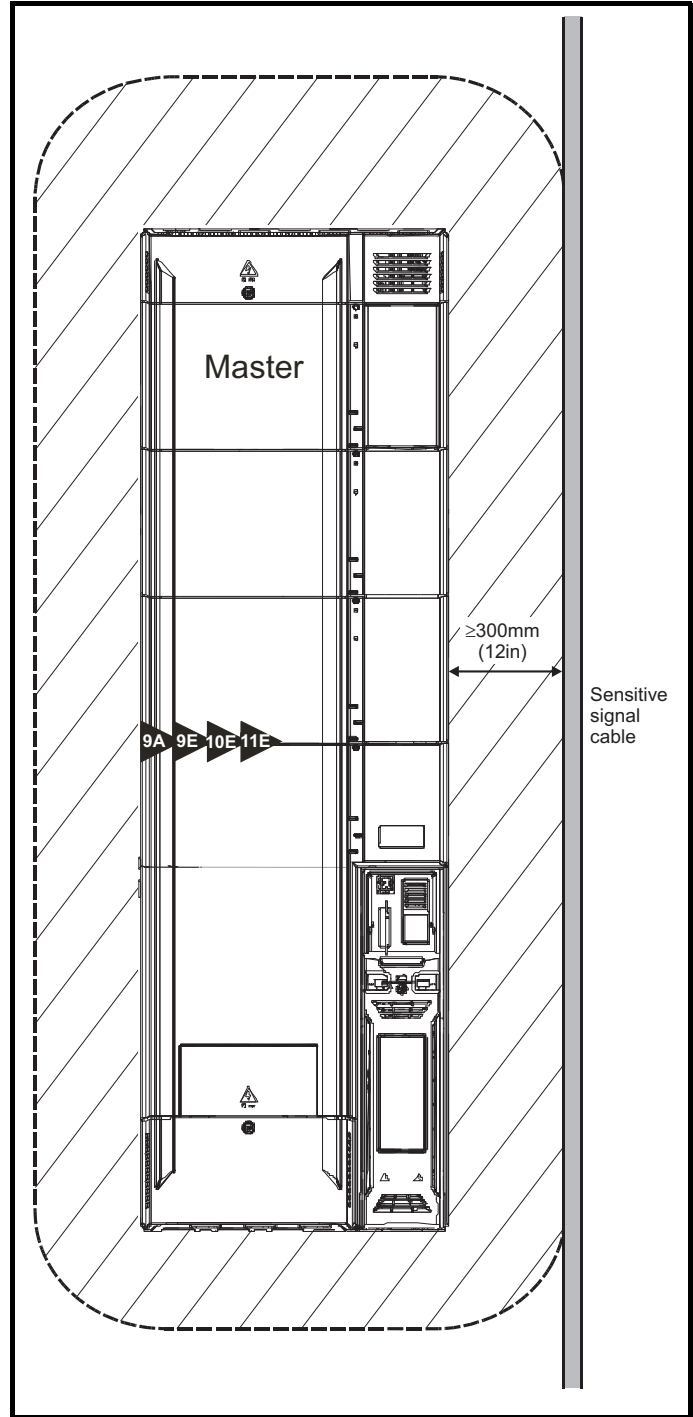 Master
≥300mm
(12in)
Sensitive
signal
cable
9A 9E 10E 11E